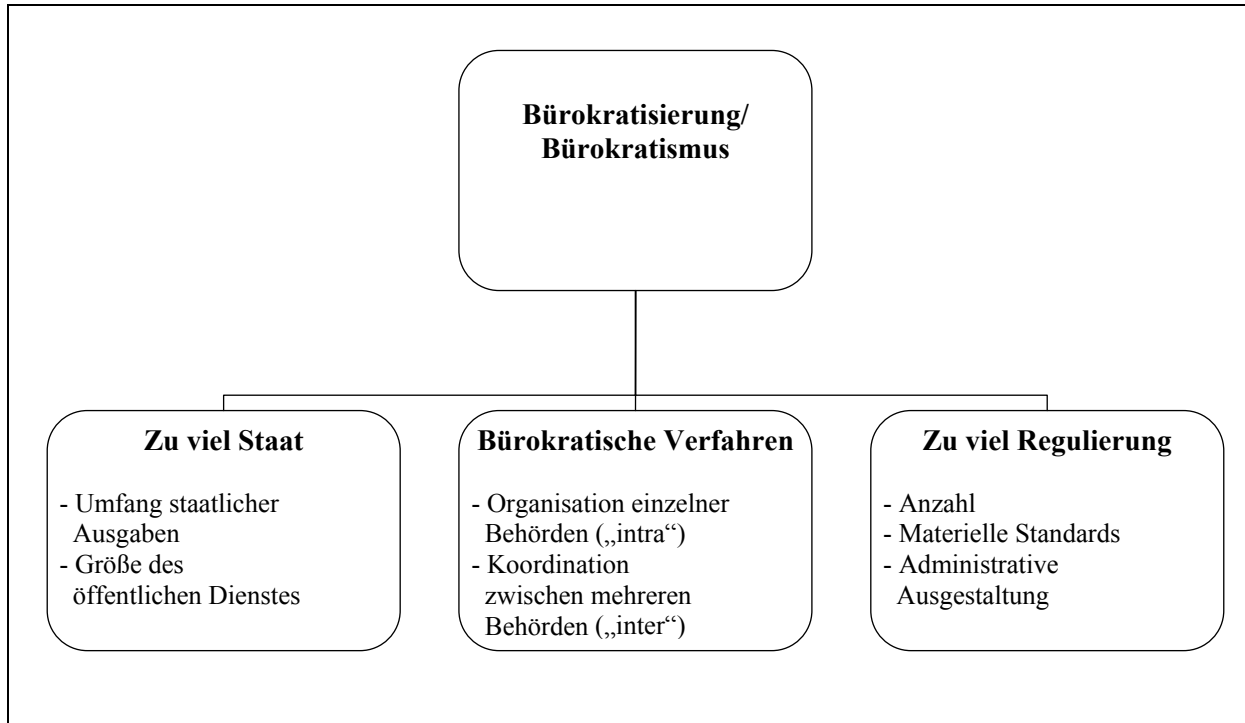 Bürokratisierung/
Bürokratismus
Zu viel Staat
- Umfang staatlicher
Ausgaben
- Größe des
öffentlichen Dienstes
Bürokratische Verfahren
- Organisation einzelner
Behörden („intra“)
- Koordination
zwischen mehreren
Behörden („inter“)
Zu viel Regulierung
- Anzahl
- Materielle Standards
- Administrative
Ausgestaltung